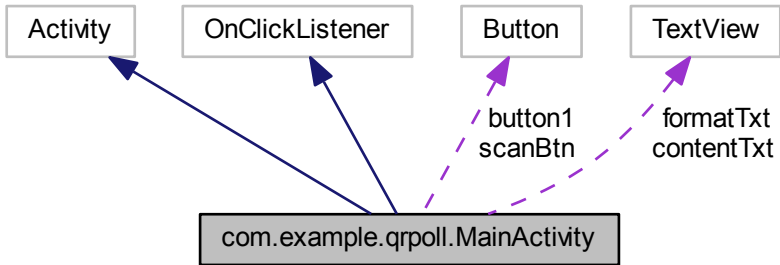 Activity
OnClickListener
Button
TextView
button1
scanBtn
formatTxt
contentTxt
com.example.qrpoll.MainActivity